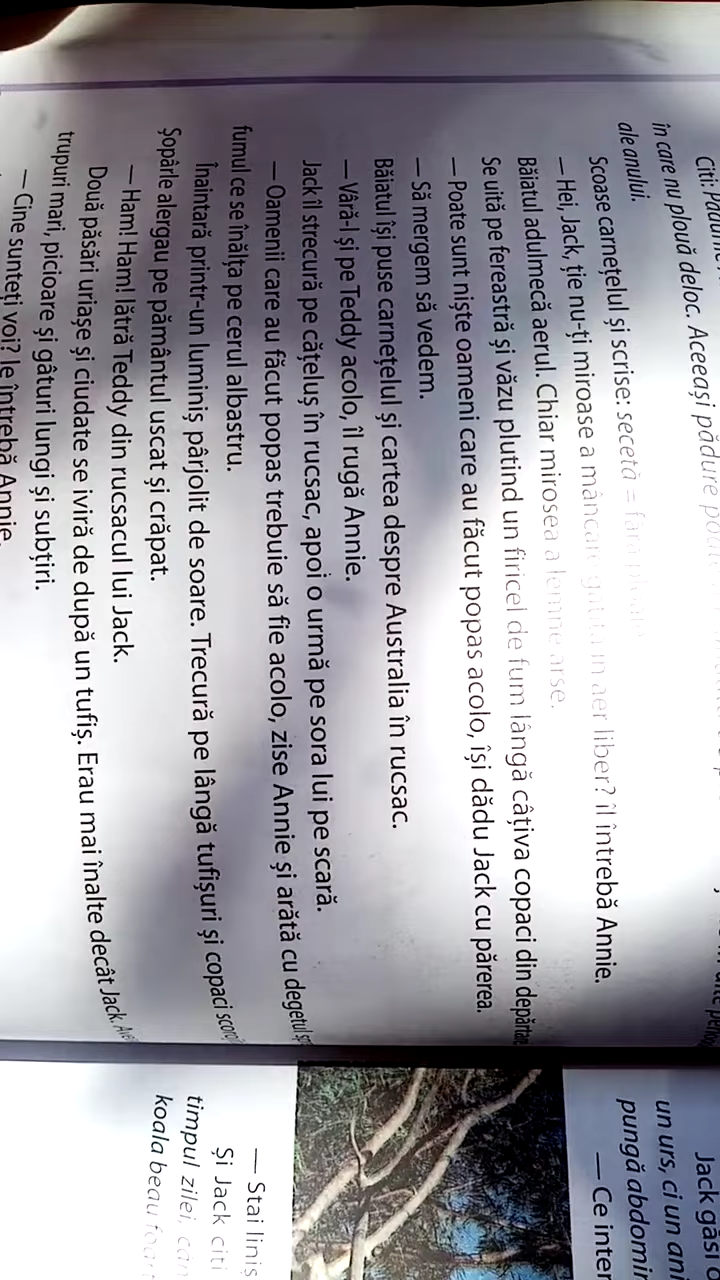 Citi:
în care nu plouă deloc. Aceeași pădure
ale anului.
Scoase carnețelul și scrise: secetă = fără
— Hei, Jack, ție nu-ți miroase a mâncare gătită în aer liber? îl întrebă Annie.
Băiatul adulmecă aerul. Chiar mirosea a lemne arse.
Se uită pe fereastră și văzu plutind un firicel de fum lângă câțiva copaci din
— Poate sunt niște oameni care au făcut popas acolo, își dădu Jack cu părerea.
— Să mergem să vedem.
Băiatul își puse carnețelul și cartea despre Australia în rucsac.
— Vâră-l și pe Teddy acolo, îl rugă Annie.
Jack îl strecură pe cățeluș în rucsac, apoi o urmă pe sora lui pe scară.
— Oamenii care au făcut popas trebuie să fie acolo, zise Annie și arătă cu degetul
fumul ce se înălța pe cerul albastru.
Înaintară printr-un luminiș pârjolit de soare. Trecură pe lângă tufișuri și copaci
Șopârle alergau pe pământul uscat și crăpat.
— Ham! Ham! lătră Teddy din rucsacul lui Jack.
Două păsări uriașe și ciudate se iviră de după un tufiș. Erau mai înalte decât Jack.
trupuri mari, picioare și gâturi lungi și subțiri.
— Cine sunteți voi? le întrebă Annie.
Jack găsi
un urs, ci un an
pungă abdomi
— Ce inter
— Stai liniș
Și Jack citi
timpul zilei,
koala beau